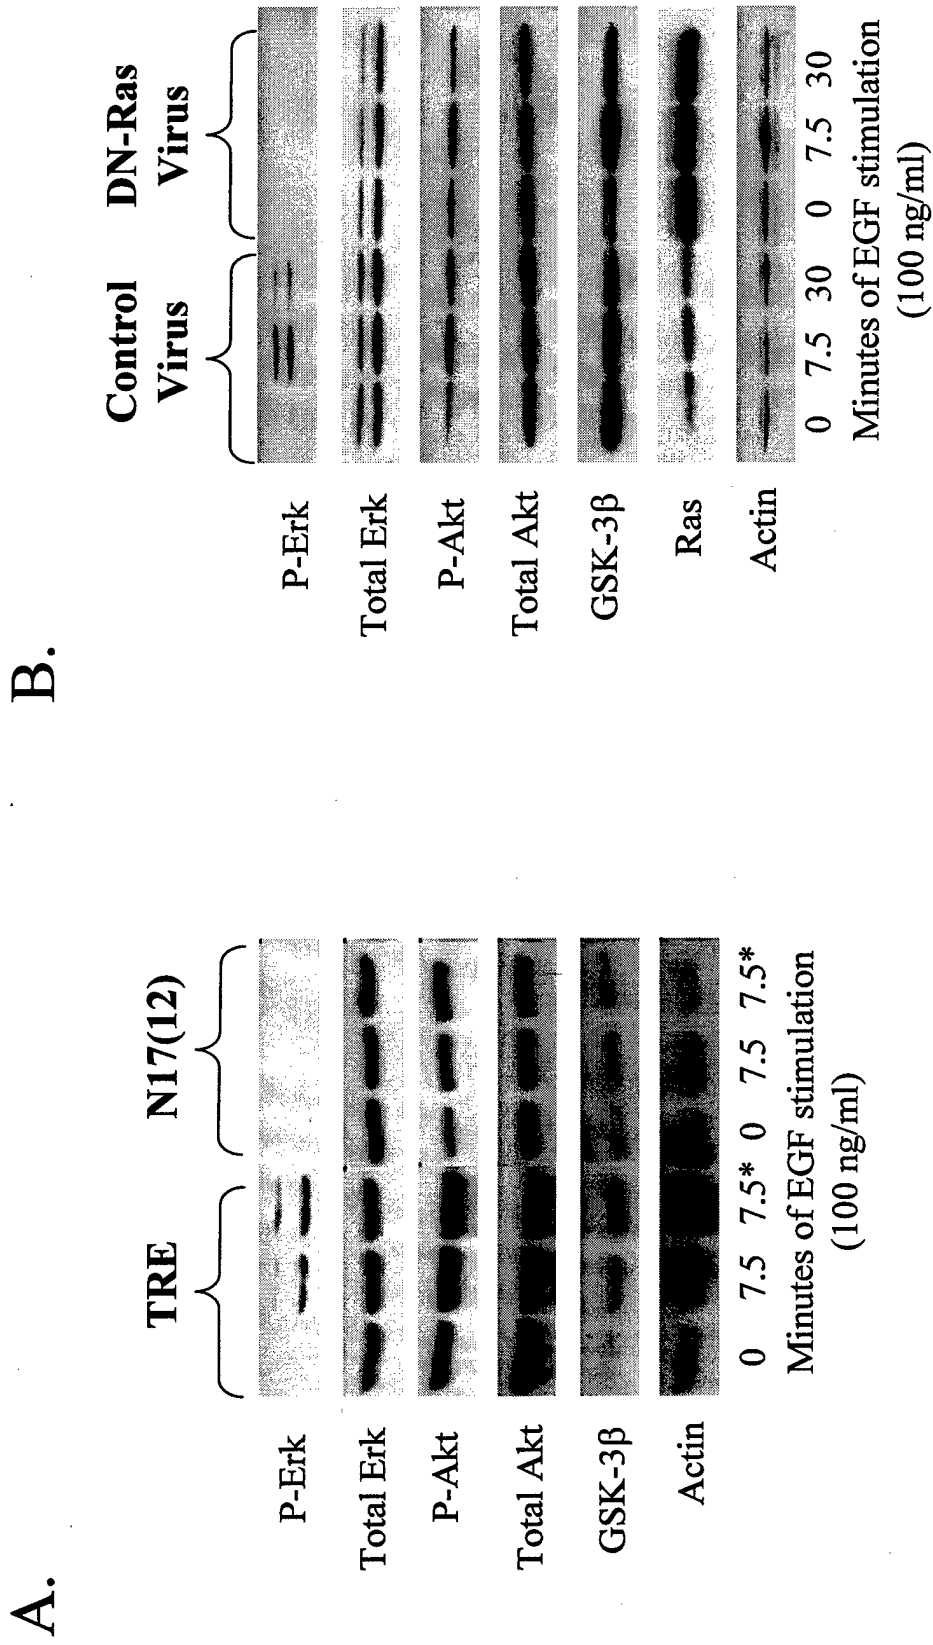 A.
TRE
N17(12)
P-Erk
Total Erk
P-Akt
Total Akt
GSK-3β
Actin
0 7.5 7.5* 0 7.5 7.5*
Minutes of EGF stimulation
(100 ng/ml)
B.
Control
Virus
DN-Ras
Virus
P-Erk
Total Erk
P-Akt
Total Akt
GSK-3β
Ras
Actin
0 7.5 30 0 7.5 30
Minutes of EGF stimulation
(100 ng/ml)